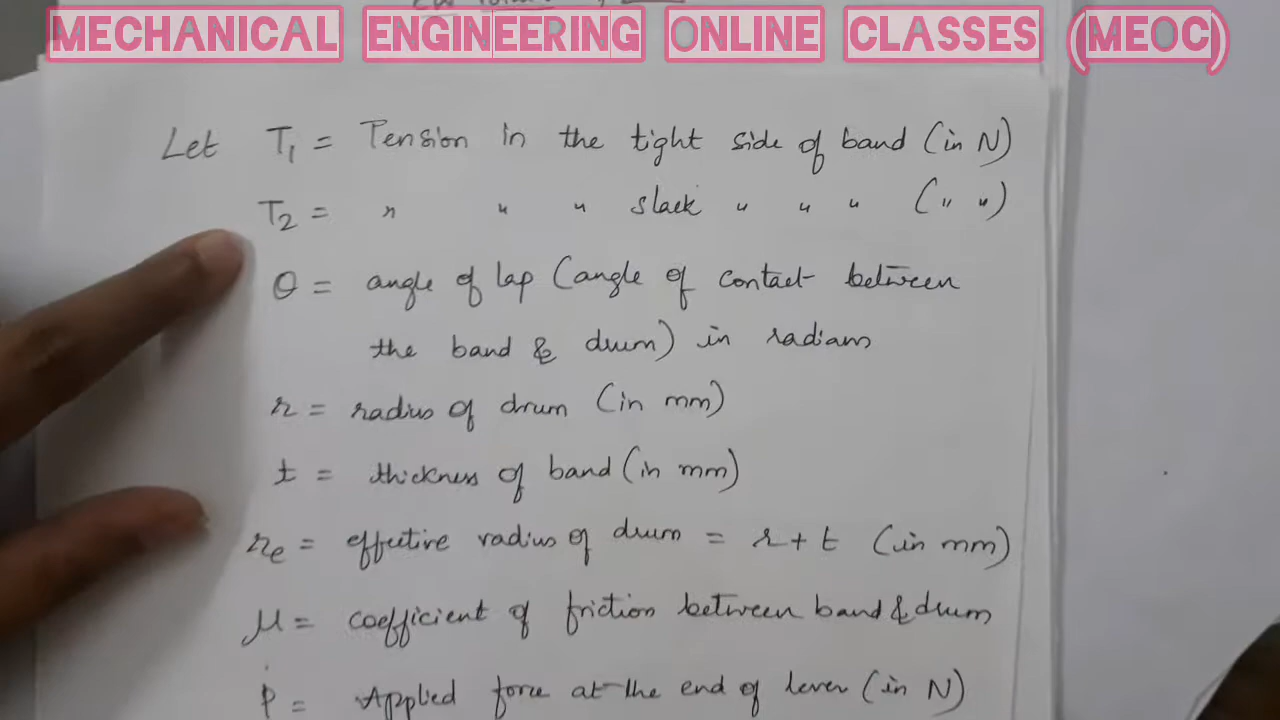 MECHANICAL ENGINEERING ONLINE CLASSES (MEOC)
Let T1 = Tension in the tight side of band (in N)
T2 = " " " slack " " " (" ")
θ = angle of lap (angle of contact between
the band & drum) in radians
r = radius of drum (in mm)
t = thickness of band (in mm)
re = effective radius of drum = r + t (in mm)
μ = coefficient of friction between band & drum
P = Applied force at the end of lever (in N)